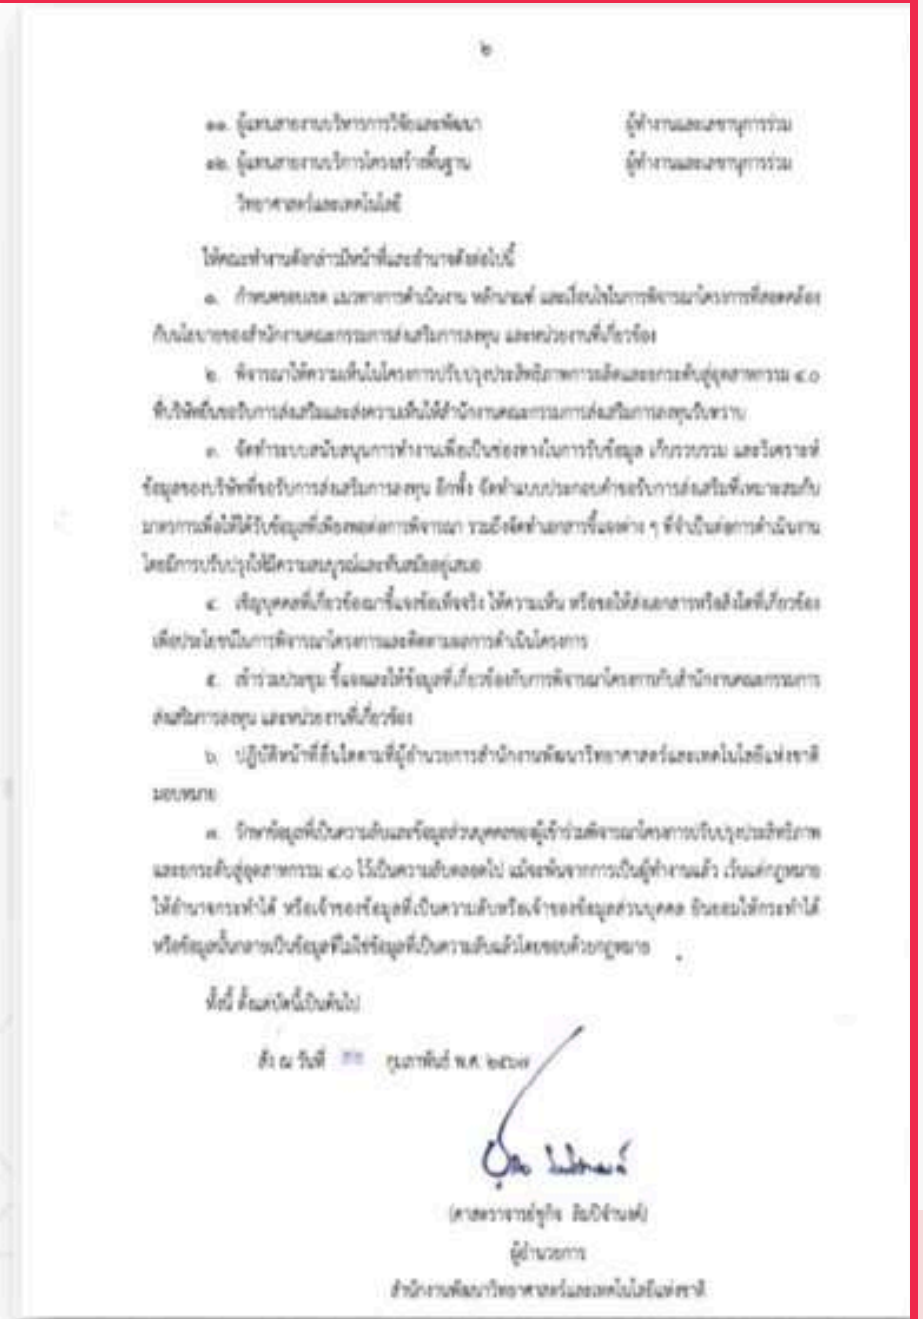 ๒
๑๑. ผู้แทนสายงานบริหารการวิจัยและพัฒนา ผู้ทำงานและเลขานุการร่วม
๑๒. ผู้แทนสายงานบริการโครงสร้างพื้นฐาน ผู้ทำงานและเลขานุการร่วม
วิทยาศาสตร์และเทคโนโลยี
ให้คณะทำงานดังกล่าวมีหน้าที่และอำนาจดังต่อไปนี้
๑. กำหนดขอบเขต แนวทางการดำเนินงาน หลักเกณฑ์ และเงื่อนไขในการพิจารณาโครงการที่สอดคล้อง
กับนโยบายของสำนักงานคณะกรรมการส่งเสริมการลงทุน และหน่วยงานที่เกี่ยวข้อง
๒. พิจารณาให้ความเห็นในโครงการปรับปรุงประสิทธิภาพการผลิตและยกระดับสู่อุตสาหกรรม ๔.๐
ที่บริษัทยื่นขอรับการส่งเสริมและส่งความเห็นให้สำนักงานคณะกรรมการส่งเสริมการลงทุนรับทราบ
๓. จัดทำระบบสนับสนุนการทำงานเพื่อเป็นช่องทางในการรับข้อมูล เก็บรวบรวม และวิเคราะห์
ข้อมูลของบริษัทที่ขอรับการส่งเสริมการลงทุน อีกทั้ง จัดทำแบบประกอบคำขอรับการส่งเสริมที่เหมาะสมกับ
มาตรการเพื่อให้ได้รับข้อมูลที่เพียงพอต่อการพิจารณา รวมถึงจัดทำเอกสารชี้แจงต่าง ๆ ที่จำเป็นต่อการดำเนินงาน
โดยมีการปรับปรุงให้มีความสมบูรณ์และทันสมัยอยู่เสมอ
๔. เชิญบุคคลที่เกี่ยวข้องมาชี้แจงข้อเท็จจริง ให้ความเห็น หรือขอให้ส่งเอกสารหรือสิ่งใดที่เกี่ยวข้อง
เพื่อประโยชน์ในการพิจารณาโครงการและติดตามผลการดำเนินโครงการ
๕. เข้าร่วมประชุม ชี้แจงและให้ข้อมูลที่เกี่ยวข้องกับการพิจารณาโครงการกับสำนักงานคณะกรรมการ
ส่งเสริมการลงทุน และหน่วยงานที่เกี่ยวข้อง
๖. ปฏิบัติหน้าที่อื่นใดตามที่ผู้อำนวยการสำนักงานพัฒนาวิทยาศาสตร์และเทคโนโลยีแห่งชาติ
มอบหมาย
๗. รักษาข้อมูลที่เป็นความลับและข้อมูลส่วนบุคคลของผู้เข้าร่วมพิจารณาโครงการปรับปรุงประสิทธิภาพ
และยกระดับสู่อุตสาหกรรม ๔.๐ ไว้เป็นความลับตลอดไป แม้จะพ้นจากการเป็นผู้ทำงานแล้ว เว้นแต่กฎหมาย
ให้อำนาจกระทำได้ หรือเจ้าของข้อมูลที่เป็นความลับหรือเจ้าของข้อมูลส่วนบุคคล ยินยอมให้กระทำได้
หรือข้อมูลนั้นกลายเป็นข้อมูลที่ไม่ใช่ข้อมูลที่เป็นความลับแล้วโดยชอบด้วยกฎหมาย
ทั้งนี้ ตั้งแต่บัดนี้เป็นต้นไป
สั่ง ณ วันที่ กุมภาพันธ์ พ.ศ. ๒๕๖๗
(ศาสตราจารย์ชูกิจ ลิมปิจำนงค์)
ผู้อำนวยการ
สำนักงานพัฒนาวิทยาศาสตร์และเทคโนโลยีแห่งชาติ